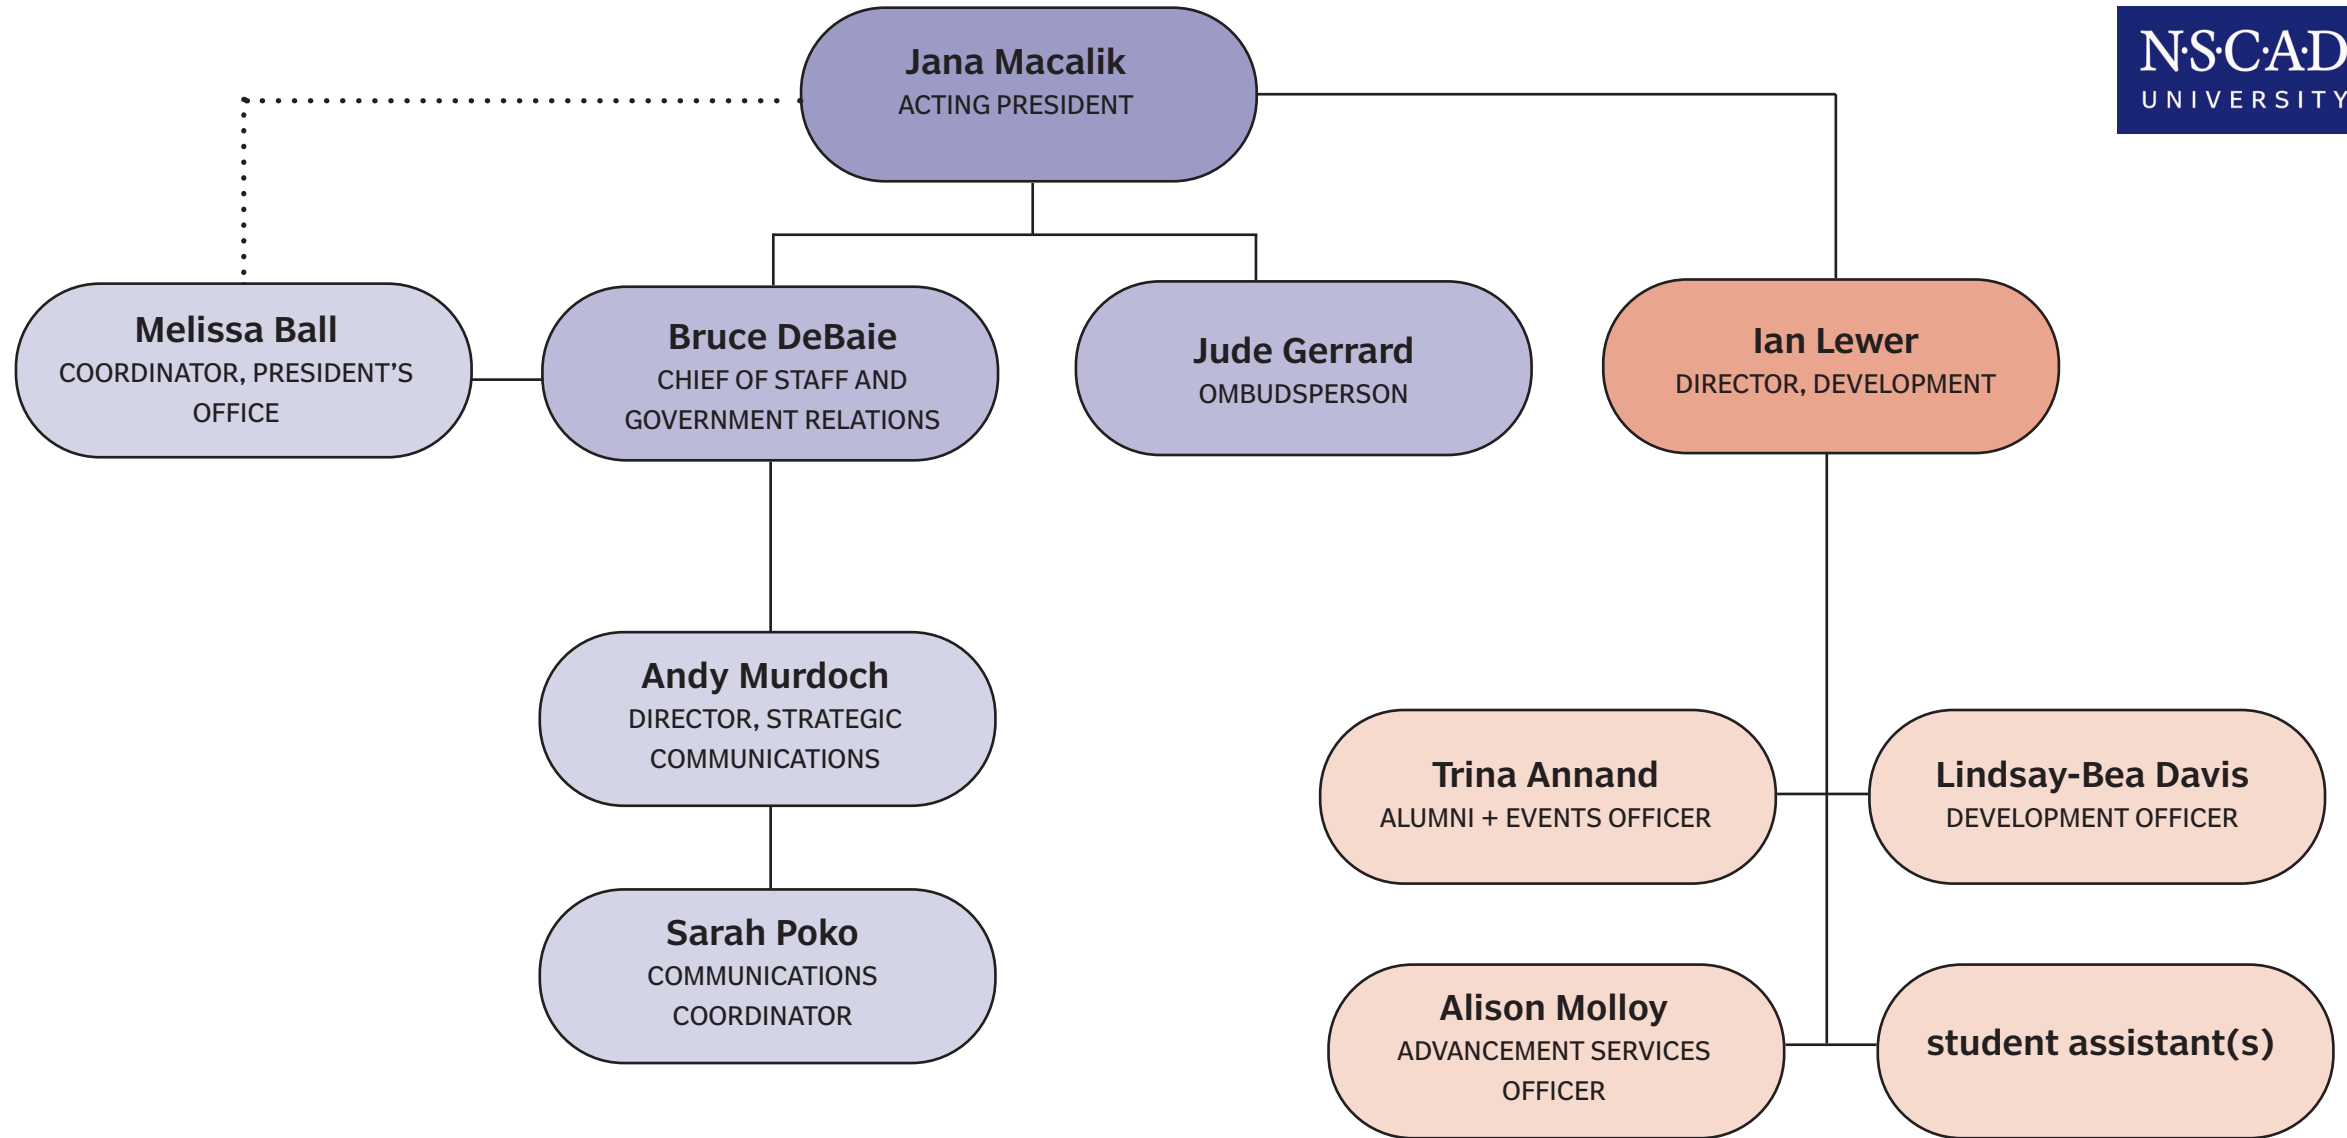 Jana Macalik
ACTING PRESIDENT
N·S·C·A·D
UNIVERSITY
Melissa Ball
COORDINATOR, PRESIDENT’S
OFFICE
Bruce DeBaie
CHIEF OF STAFF AND
GOVERNMENT RELATIONS
Jude Gerrard
OMBUDSPERSON
Ian Lewer
DIRECTOR, DEVELOPMENT
Andy Murdoch
DIRECTOR, STRATEGIC
COMMUNICATIONS
Sarah Poko
COMMUNICATIONS
COORDINATOR
Trina Annand
ALUMNI + EVENTS OFFICER
Lindsay-Bea Davis
DEVELOPMENT OFFICER
Alison Molloy
ADVANCEMENT SERVICES
OFFICER
student assistant(s)